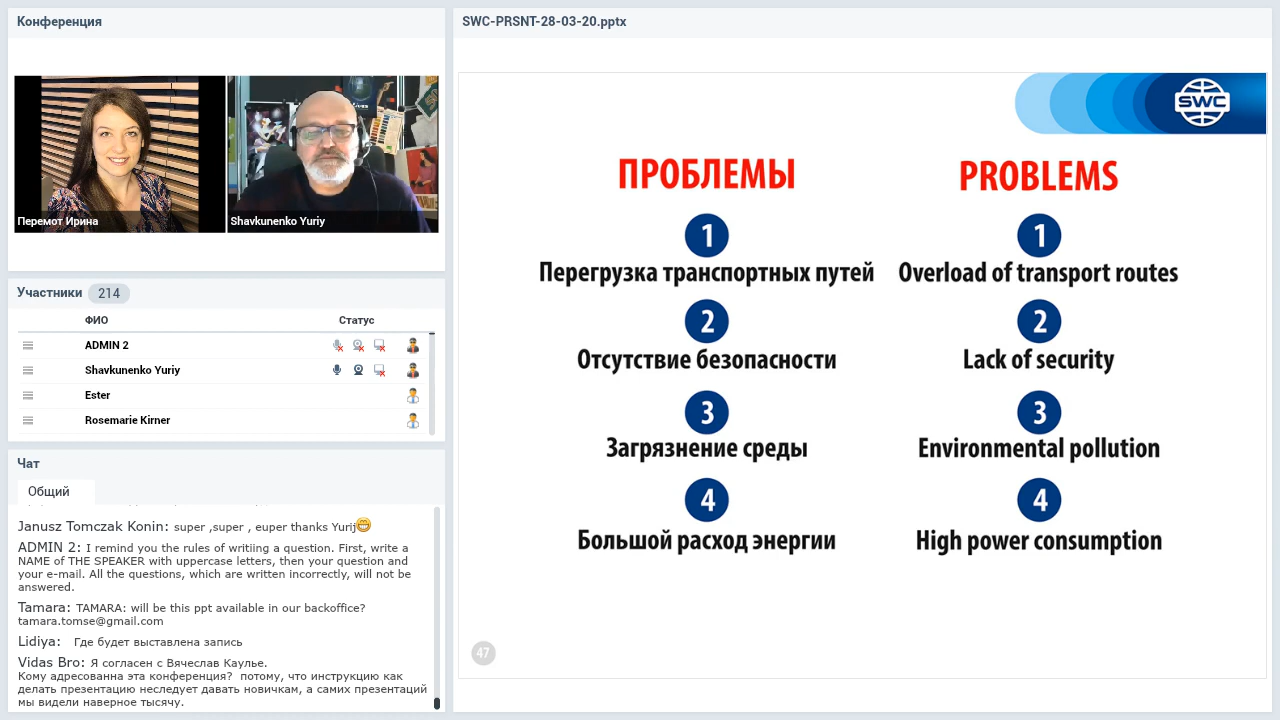 Конференция
Перемот Ирина
Shavkunenko Yuriy
Участники 214
ФИО Статус
ADMIN 2
Shavkunenko Yuriy
Ester
Rosemarie Kirner
Чат
Общий
Janusz Tomczak Konin: super ,super , euper thanks Yurij
ADMIN 2: I remind you the rules of writiing a question. First, write a
NAME of THE SPEAKER with uppercase letters, then your question and
your e-mail. All the questions, which are written incorrectly, will not be
answered.
Tamara: TAMARA: will be this ppt available in our backoffice?
tamara.tomse@gmail.com
Lidiya: Где будет выставлена запись
Vidas Bro: Я согласен с Вячеслав Каулье.
Кому адресованна эта конференция? потому, что инструкцию как
делать презентацию неследует давать новичкам, а самих презентаций
мы видели наверное тысячу.
SWC-PRSNT-28-03-20.pptx
SWC
ПРОБЛЕМЫ
1
Перегрузка транспортных путей
2
Отсутствие безопасности
3
Загрязнение среды
4
Большой расход энергии
PROBLEMS
1
Overload of transport routes
2
Lack of security
3
Environmental pollution
4
High power consumption
47